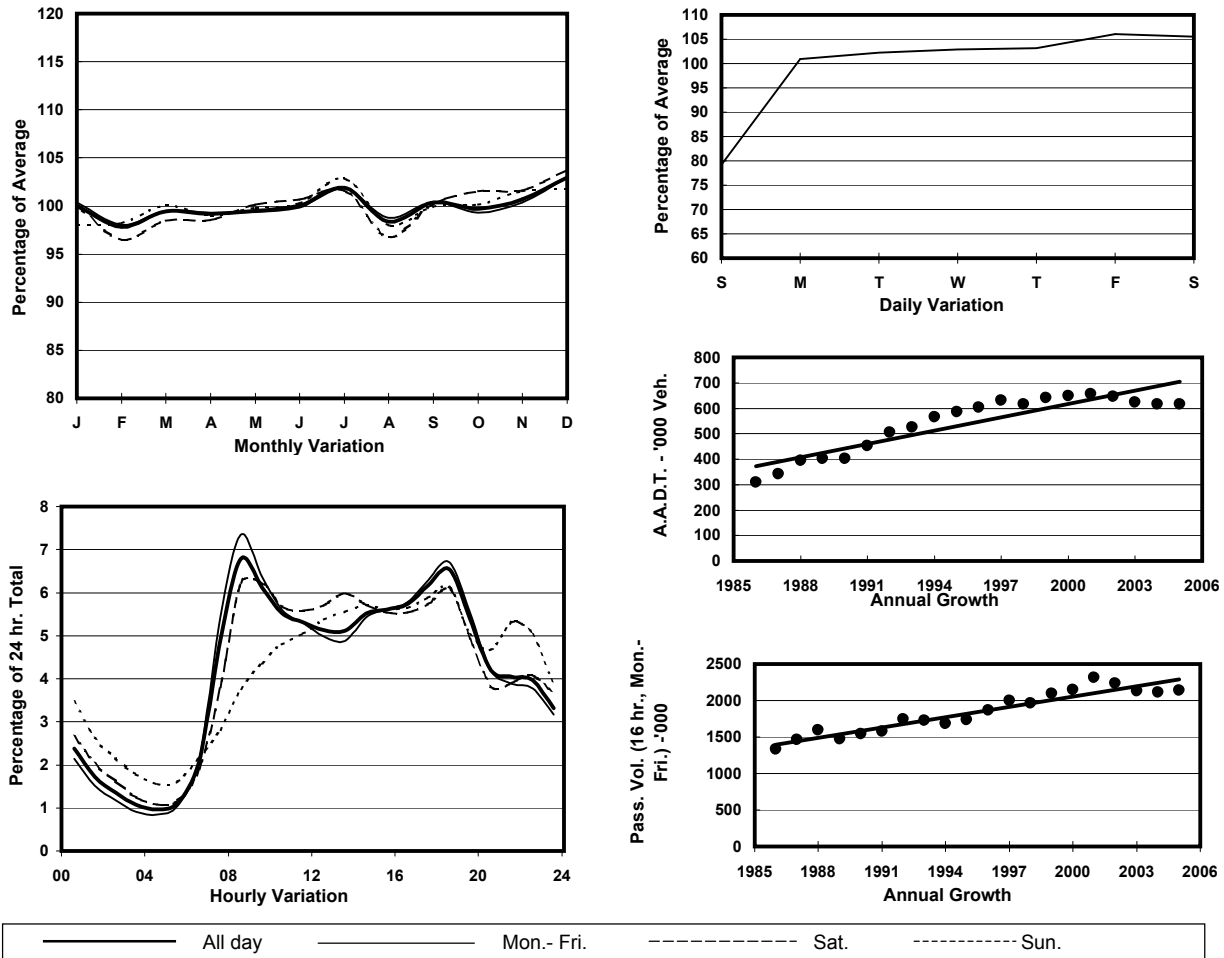 120
115
110
105
100
95
90
85
80
Percentage of Average
J F M A M J J A S O N D
Monthly Variation
110
105
100
95
90
85
80
75
70
65
60
Percentage of Average
S M T W T F S
Daily Variation
800
700
600
500
400
300
200
100
0
A.A.D.T. - '000 Veh.
1985 1988 1991 1994 1997 2000 2003 2006
Annual Growth
8
7
6
5
4
3
2
1
0
Percentage of 24 hr. Total
00 04 08 12 16 20 24
Hourly Variation
2500
2000
1500
1000
500
0
Pass. Vol. (16 hr., Mon.-
Fri.) -'000
1985 1988 1991 1994 1997 2000 2003 2006
Annual Growth
All day Mon.- Fri. Sat. Sun.